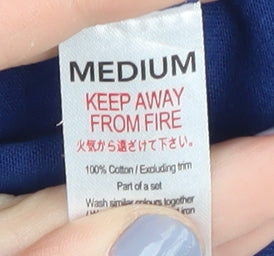 MEDIUM
KEEP AWAY
FROM FIRE
火気から遠ざけて下さい。
100% Cotton / Excluding trim
Part of a set
Wash similar colours together
iron